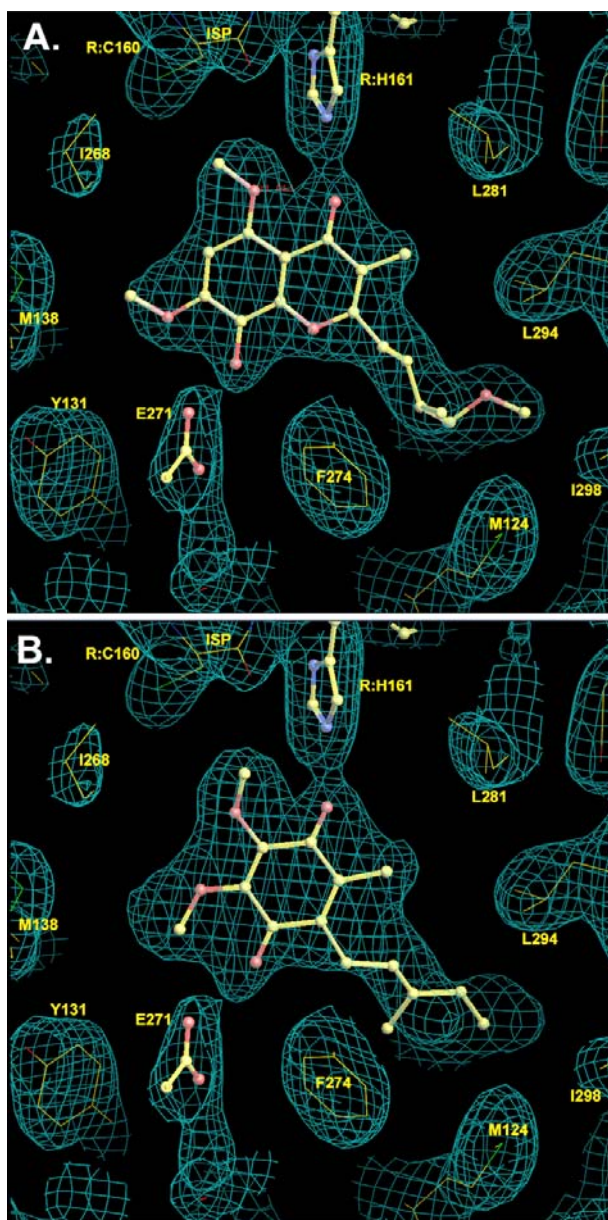 A.
R:C160
ISP
R:H161
I268
L281
M138
L294
Y131
E271
F274
I298
M124
B.
R:C160
ISP
R:H161
I268
L281
M138
L294
Y131
E271
F274
I298
M124